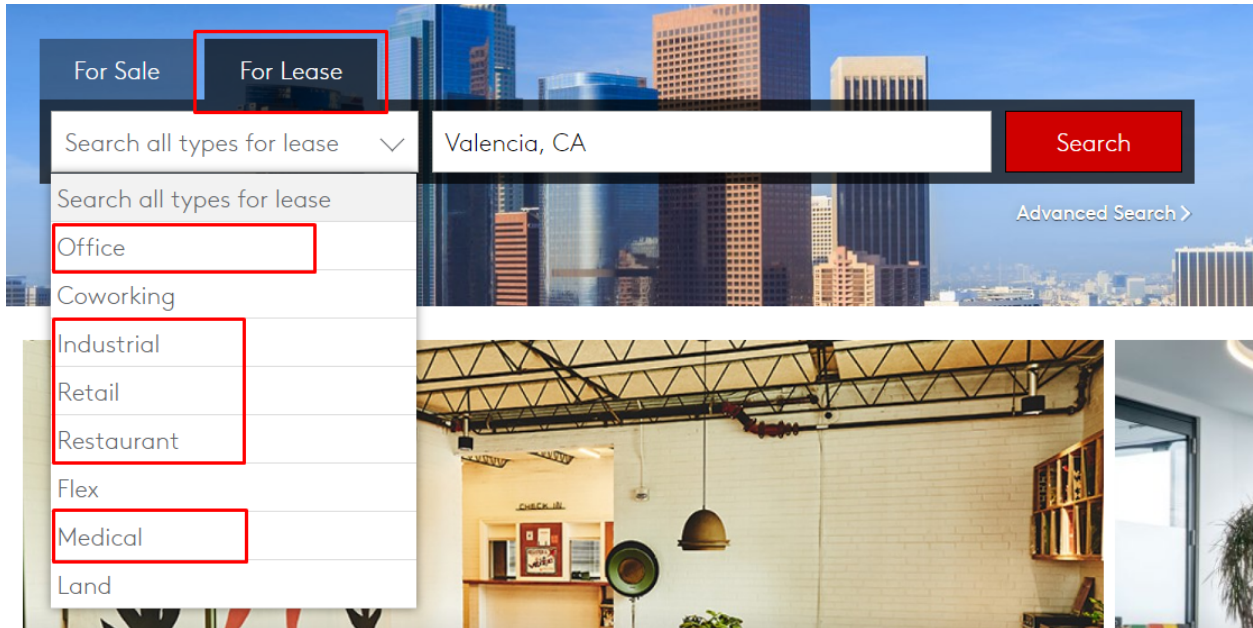 For Sale
For Lease
Search all types for lease
Valencia, CA
Search
Search all types for lease
Advanced Search >
Office
Coworking
Industrial
Retail
Restaurant
Flex
Medical
Land
CHECK IN